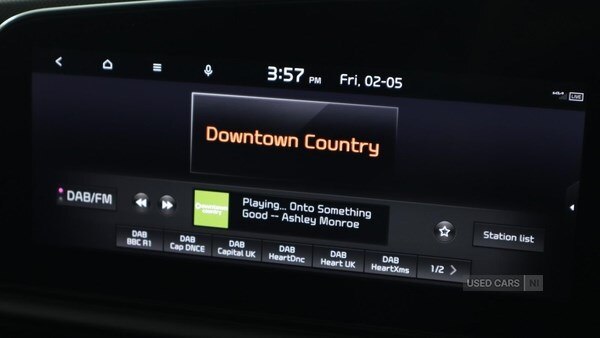 3:57 PM Fri, 02-05
LIVE
Downtown Country
DAB/FM
Downtown
country
Playing... Onto Something
Good -- Ashley Monroe
Station list
DAB
BBC R1
DAB
Cap DNCE
DAB
Capital UK
DAB
HeartDnc
DAB
Heart UK
DAB
HeartXms
1/2
USED CARS NI